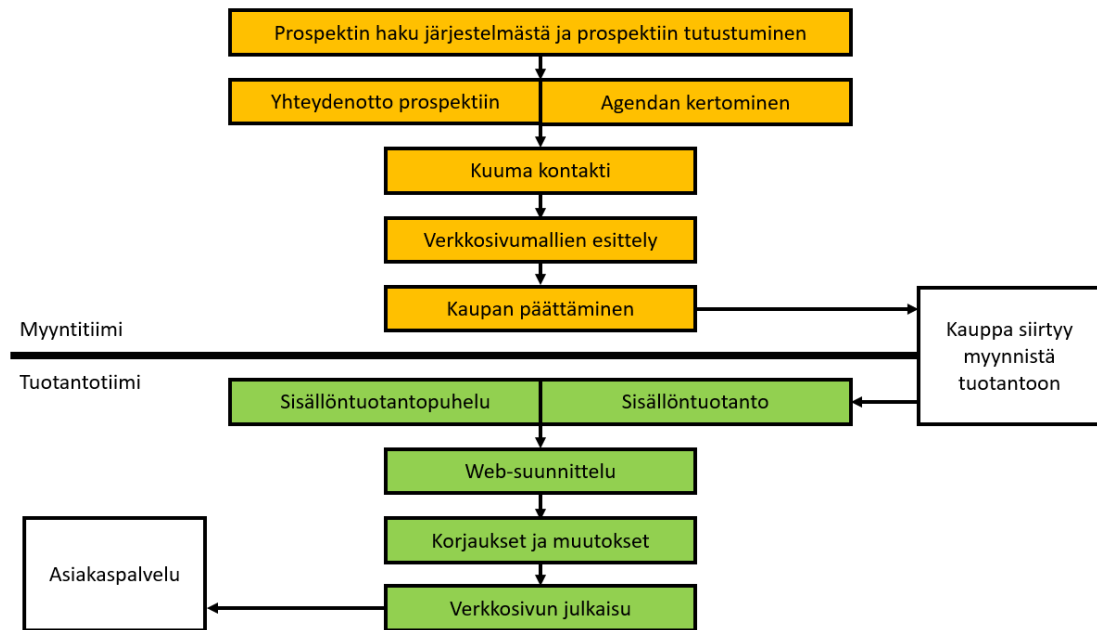 Prospektin haku järjestelmästä ja prospektiin tutustuminen
Yhteydenotto prospektiin
Agendan kertominen
Kuuma kontakti
Verkkosivumallien esittely
Kaupan päättäminen
Kauppa siirtyy
myynnistä
tuotantoon
Myyntitiimi
Tuotantotiimi
Sisällöntuotantopuhelu
Sisällöntuotanto
Web-suunnittelu
Korjaukset ja muutokset
Verkkosivun julkaisu
Asiakaspalvelu